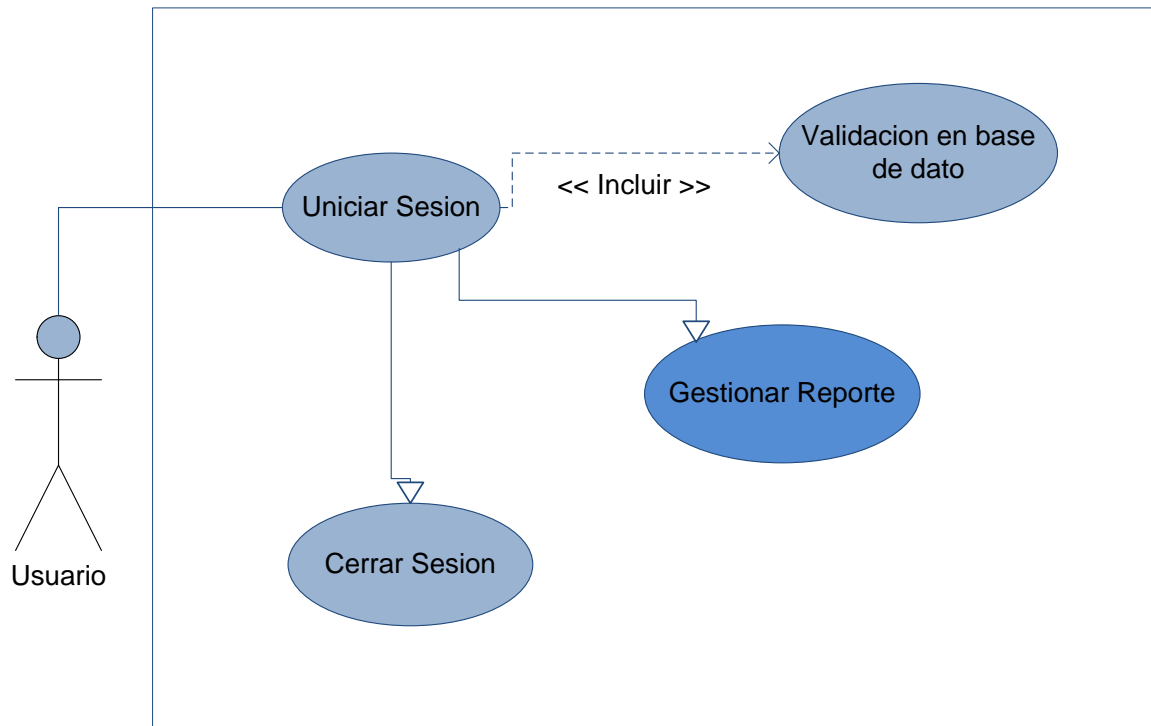 Validacion en base
de dato
<< Incluir >>
Uniciar Sesion
Gestionar Reporte
Cerrar Sesion
Usuario